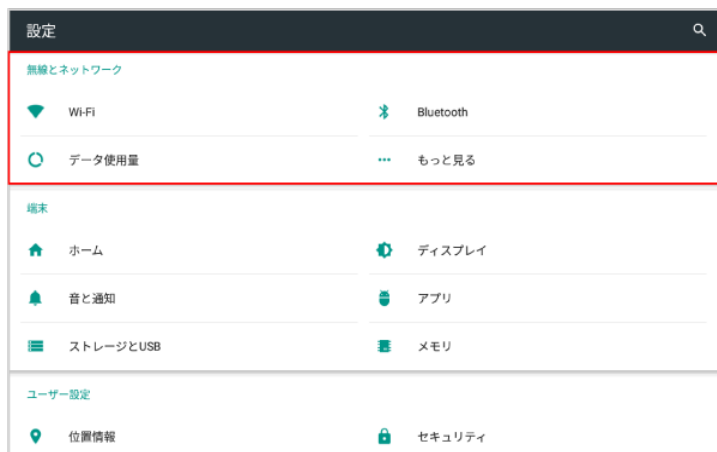 設定
無線とネットワーク
Wi-Fi
Bluetooth
データ使用量
もっと見る
端末
ホーム
ディスプレイ
音と通知
アプリ
ストレージとUSB
メモリ
ユーザー設定
位置情報
セキュリティ